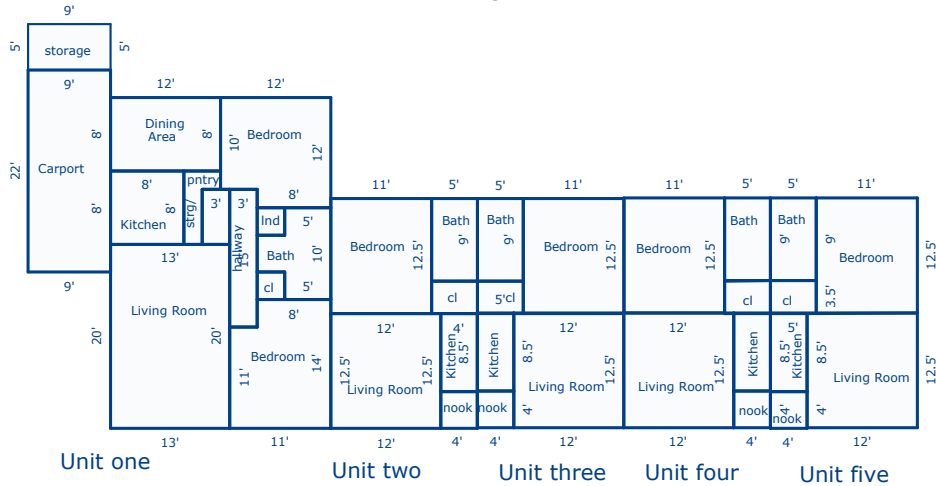 9'
5' storage 5'
9'
12' 12'
8' Dining 8' 10' Bedroom 12'
Area
22' Carport
8' 8' 8' pntry 8'
Kitchen strg/ 3' 3' lnd 5'
hallway 15' Bath 10'
13' cl 5'
9' 8'
20' Living Room 20'
11' Bedroom 14'
13' 11'
11' 5' 5' 11' 11' 5' 5' 11'
Bath Bath Bath Bath
Bedroom 12.5' 9' 9' Bedroom 12.5' Bedroom 12.5' 9' 9' Bedroom 12.5'
cl 5' cl cl cl 3.5'
12' 4' 12' 12' 5'
12.5' Living Room 12.5' Kitchen 8.5' Kitchen 8.5' Living Room 12.5' Living Room 12.5' Kitchen 8.5' Kitchen 8.5' Living Room 12.5'
nook nook 4' nook 4' nook 4'
12' 4' 4' 12' 12' 4' 4' 12'
Unit one
Unit two
Unit three
Unit four
Unit five